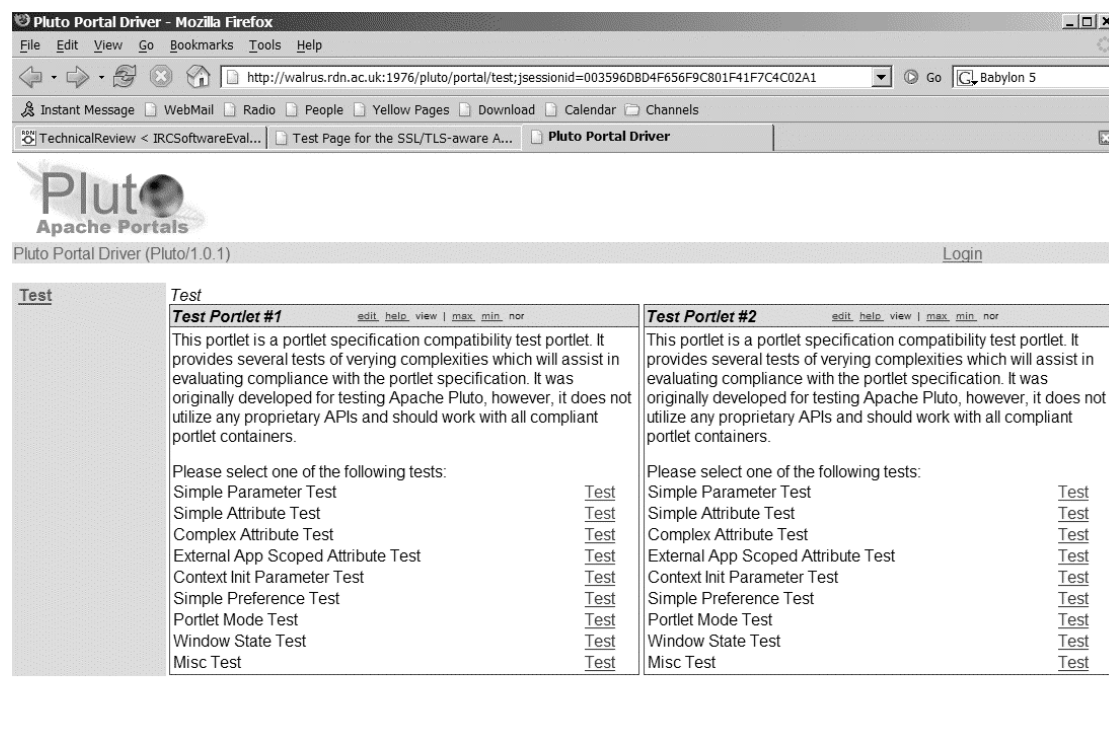 Pluto Portal Driver - Mozilla Firefox
File Edit View Go Bookmarks Tools Help
http://walrus.rdn.ac.uk:1976/pluto/portal/test;jsessionid=003596DBD4F656F9C801F41F7C4C02A1 Go G Babylon 5
Instant Message WebMail Radio People Yellow Pages Download Calendar Channels
TechnicalReview < IRCSoftwareEval... Test Page for the SSL/TLS-aware A... Pluto Portal Driver
Pluto
Apache Portals
Pluto Portal Driver (Pluto/1.0.1) Login
Test
Test
Test Portlet #1 edit help view | max min nor
This portlet is a portlet specification compatibility test portlet. It
provides several tests of verying complexities which will assist in
evaluating compliance with the portlet specification. It was
originally developed for testing Apache Pluto, however, it does not
utilize any proprietary APIs and should work with all compliant
portlet containers.
Please select one of the following tests:
Simple Parameter Test Test
Simple Attribute Test Test
Complex Attribute Test Test
External App Scoped Attribute Test Test
Context Init Parameter Test Test
Simple Preference Test Test
Portlet Mode Test Test
Window State Test Test
Misc Test Test
Test Portlet #2 edit help view | max min nor
This portlet is a portlet specification compatibility test portlet. It
provides several tests of verying complexities which will assist in
evaluating compliance with the portlet specification. It was
originally developed for testing Apache Pluto, however, it does not
utilize any proprietary APIs and should work with all compliant
portlet containers.
Please select one of the following tests:
Simple Parameter Test Test
Simple Attribute Test Test
Complex Attribute Test Test
External App Scoped Attribute Test Test
Context Init Parameter Test Test
Simple Preference Test Test
Portlet Mode Test Test
Window State Test Test
Misc Test Test